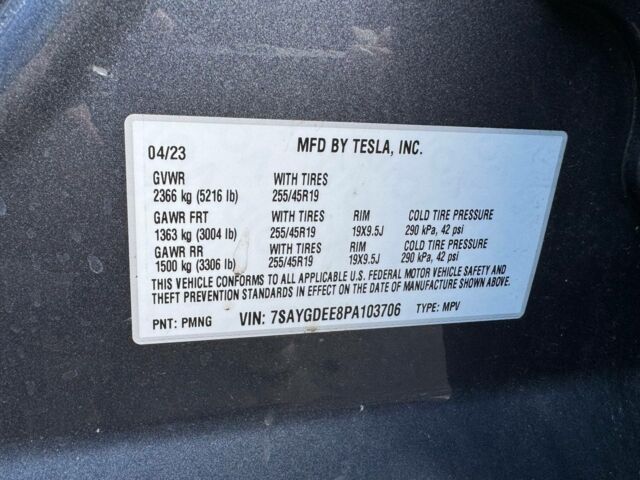 04/23 MFD BY TESLA, INC.
GVWR WITH TIRES
2366 kg (5216 lb) 255/45R19
GAWR FRT WITH TIRES RIM COLD TIRE PRESSURE
1363 kg (3004 lb) 255/45R19 19X9.5J 290 kPa, 42 psi
GAWR RR WITH TIRES RIM COLD TIRE PRESSURE
1500 kg (3306 lb) 255/45R19 19X9.5J 290 kPa, 42 psi
THIS VEHICLE CONFORMS TO ALL APPLICABLE U.S. FEDERAL MOTOR VEHICLE SAFETY AND
THEFT PREVENTION STANDARDS IN EFFECT ON THE DATE OF MANUFACTURE SHOWN ABOVE.
PNT: PMNG VIN: 7SAYGDEE8PA103706 TYPE: MPV